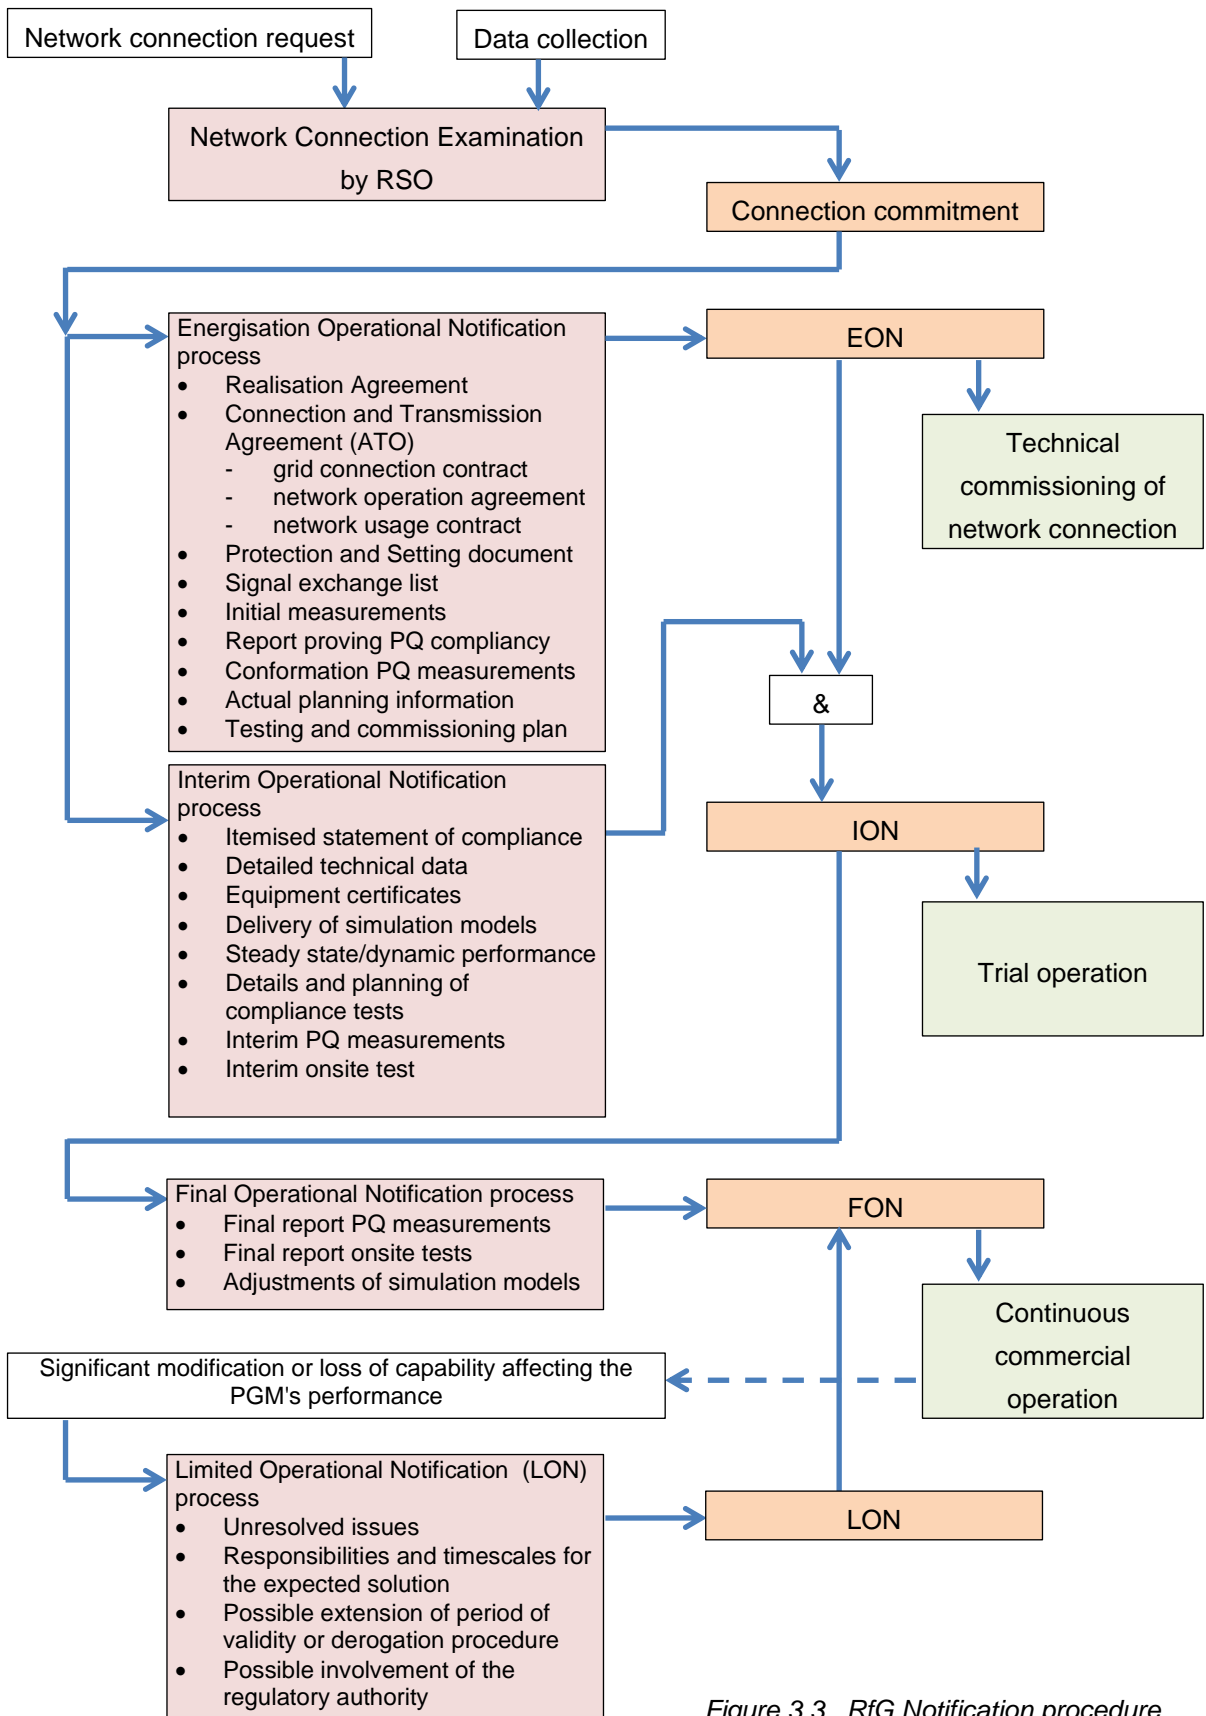 Network connection request
Data collection
Network Connection Examination
by RSO
Connection commitment
Energisation Operational Notification
process
• Realisation Agreement
• Connection and Transmission
Agreement (ATO)
- grid connection contract
- network operation agreement
- network usage contract
• Protection and Setting document
• Signal exchange list
• Initial measurements
• Report proving PQ compliancy
• Conformation PQ measurements
• Actual planning information
• Testing and commissioning plan
EON
Technical
commissioning of
network connection
&
Interim Operational Notification
process
• Itemised statement of compliance
• Detailed technical data
• Equipment certificates
• Delivery of simulation models
• Steady state/dynamic performance
• Details and planning of
compliance tests
• Interim PQ measurements
• Interim onsite test
ION
Trial operation
Final Operational Notification process
• Final report PQ measurements
• Final report onsite tests
• Adjustments of simulation models
FON
Continuous
commercial
operation
Significant modification or loss of capability affecting the
PGM's performance
Limited Operational Notification (LON)
process
• Unresolved issues
• Responsibilities and timescales for
the expected solution
• Possible extension of period of
validity or derogation procedure
• Possible involvement of the
regulatory authority
LON
Figure 3.3 RfG Notification procedure